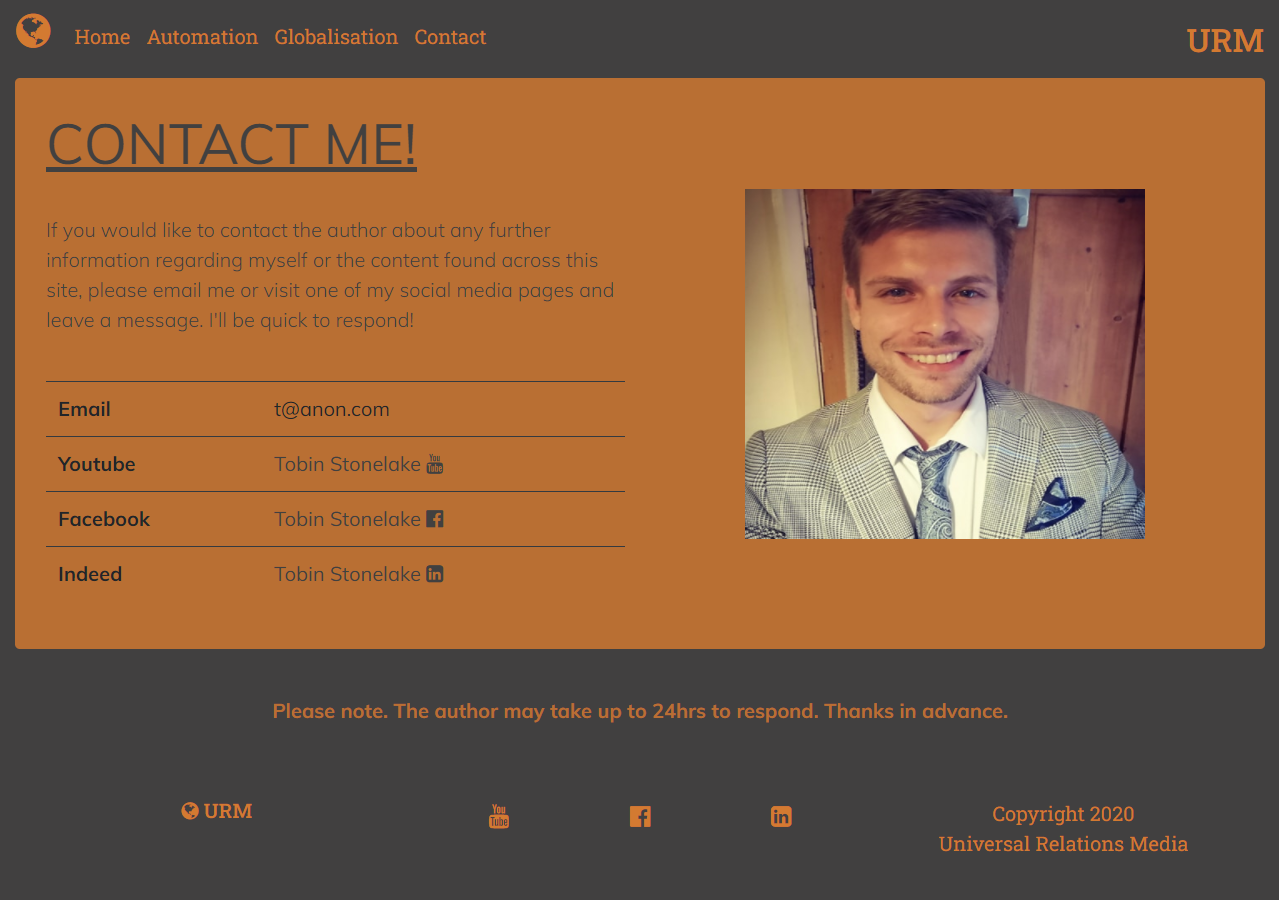 Home Automation Globalisation Contact
URM
CONTACT ME!
If you would like to contact the author about any further
information regarding myself or the content found across this
site, please email me or visit one of my social media pages and
leave a message. I'll be quick to respond!
Email t@anon.com
Youtube Tobin Stonelake You Tube
Facebook Tobin Stonelake
Indeed Tobin Stonelake in
Please note. The author may take up to 24hrs to respond. Thanks in advance.
URM
You
Tube
in
Copyright 2020
Universal Relations Media